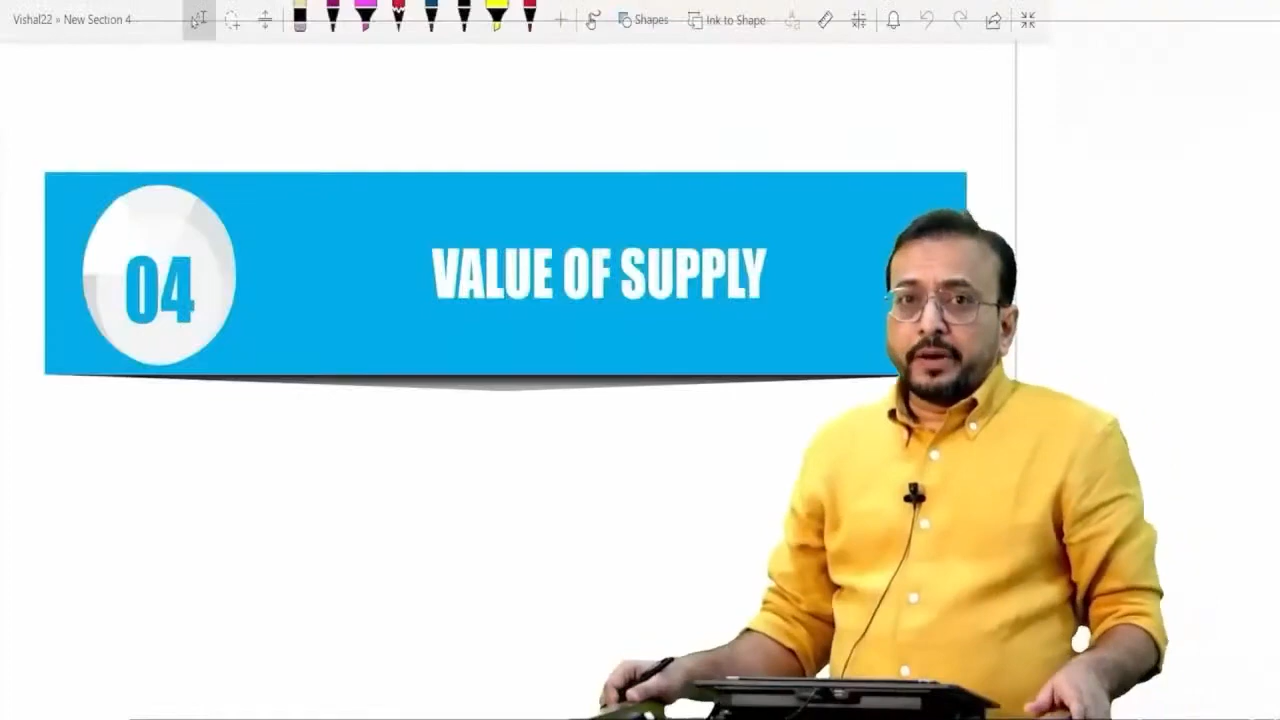 Vishal22 » New Section 4
Shapes
Ink to Shape
04
VALUE OF SUPPLY